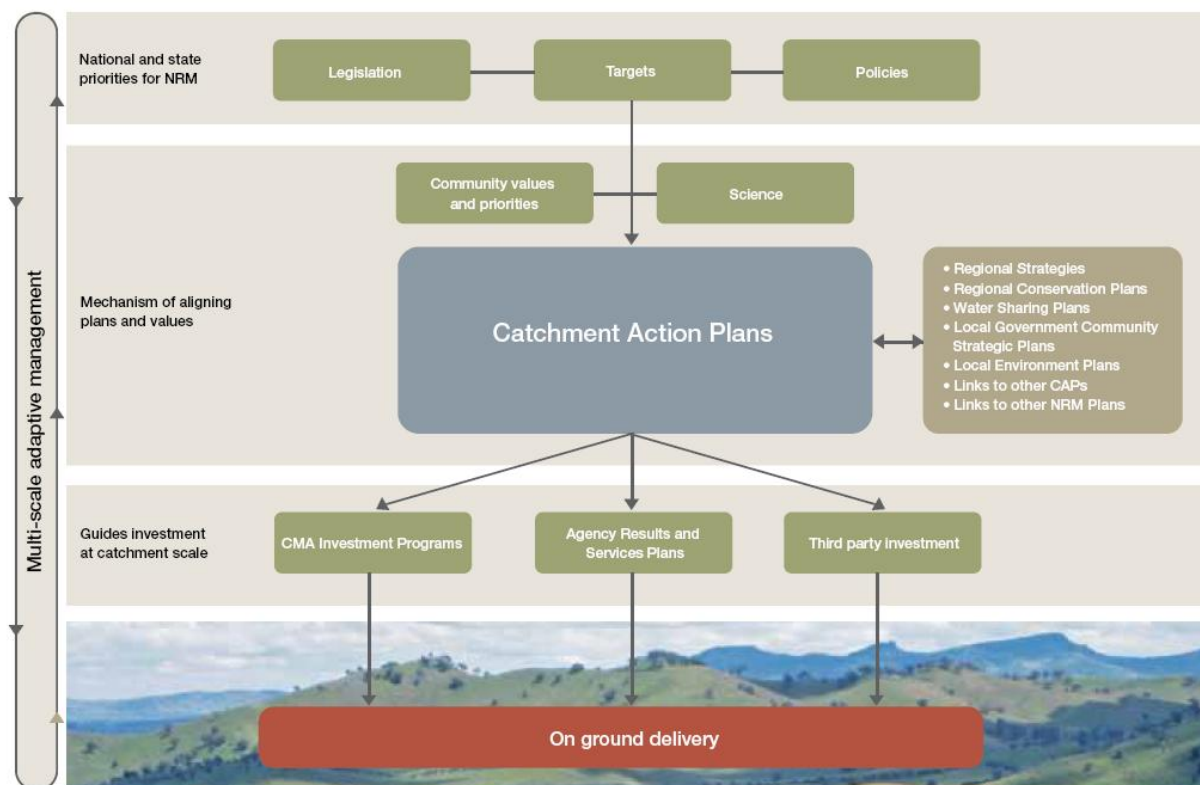 National and state
priorities for NRM
Legislation
Targets
Policies
Community values
and priorities
Science
Mechanism of aligning
plans and values
Catchment Action Plans
• Regional Strategies
• Regional Conservation Plans
• Water Sharing Plans
• Local Government Community
Strategic Plans
• Local Environment Plans
• Links to other CAPs
• Links to other NRM Plans
Multi-scale adaptive management
Guides investment
at catchment scale
CMA Investment Programs
Agency Results and
Services Plans
Third party investment
On ground delivery